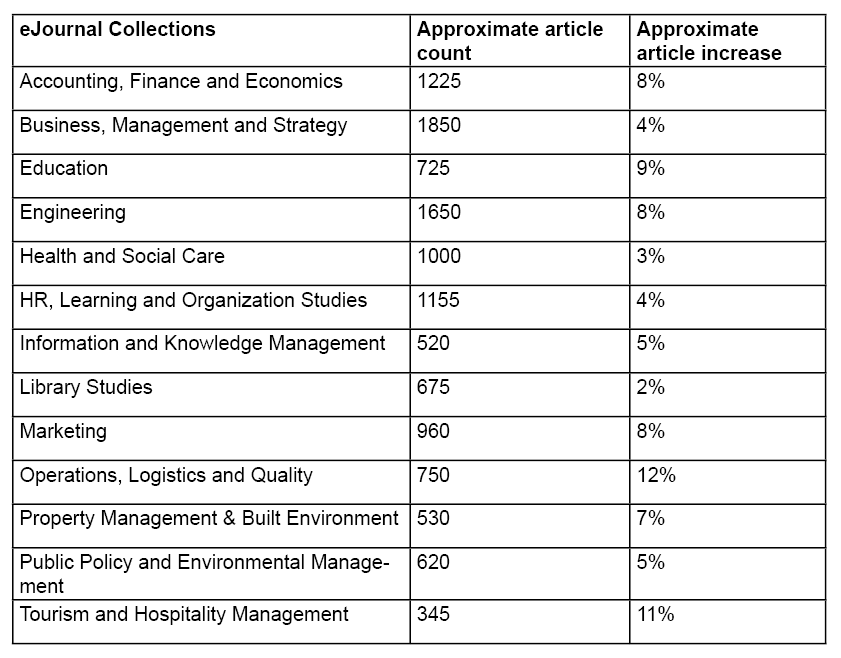 eJournal Collections Approximate article count Approximate article increase
Accounting, Finance and Economics 1225 8%
Business, Management and Strategy 1850 4%
Education 725 9%
Engineering 1650 8%
Health and Social Care 1000 3%
HR, Learning and Organization Studies 1155 4%
Information and Knowledge Management 520 5%
Library Studies 675 2%
Marketing 960 8%
Operations, Logistics and Quality 750 12%
Property Management & Built Environment 530 7%
Public Policy and Environmental Manage-
ment 620 5%
Tourism and Hospitality Management 345 11%